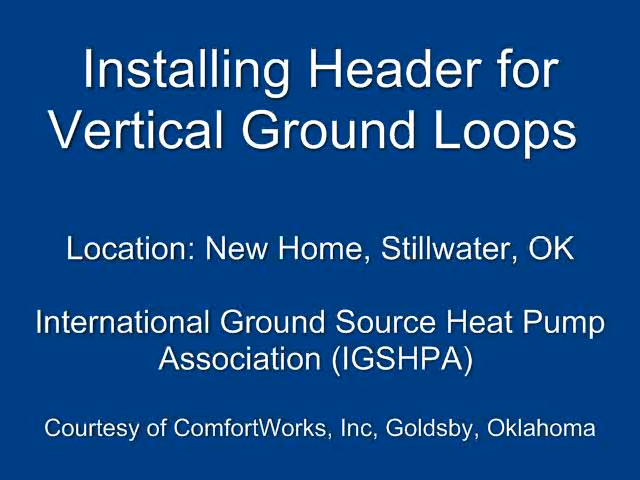 Installing Header for
Vertical Ground Loops
Location: New Home, Stillwater, OK
International Ground Source Heat Pump
Association (IGSHPA)
Courtesy of ComfortWorks, Inc, Goldsby, Oklahoma